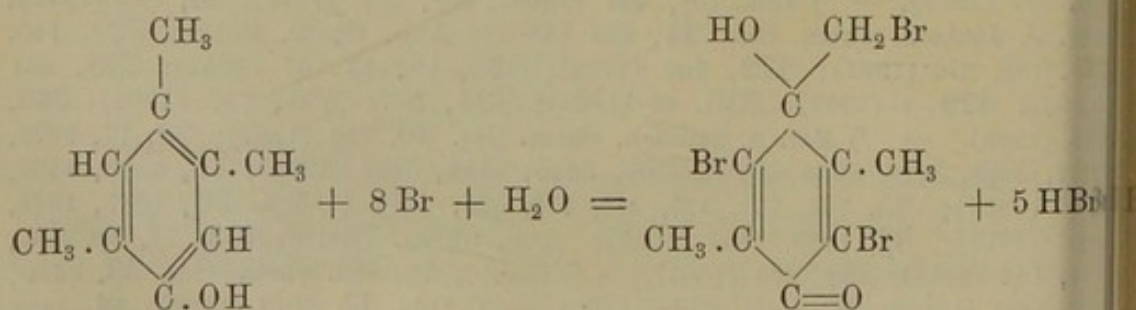 CH₃ HO CH₂Br
C C
HC C.CH₃ BrC C.CH₃
+ 8 Br + H₂O = + 5 HBr
CH₃.C CH CH₃.C CBr
C.OH C=O